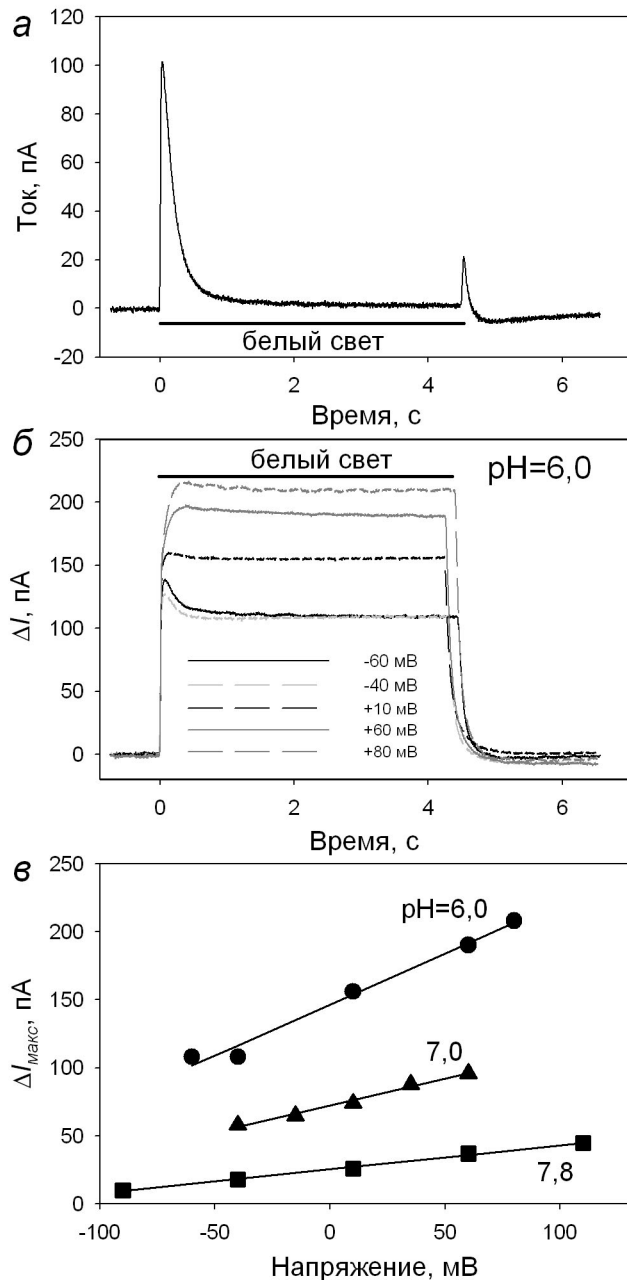 а
Ток, пА
120
100
80
60
40
20
0
-20
белый свет
0 2 4 6
Время, с
б
ΔI, пА
250
200
150
100
50
0
белый свет
pH=6,0
-60 мВ
-40 мВ
+10 мВ
+60 мВ
+80 мВ
0 2 4 6
Время, с
в
ΔIмакс, пА
250
200
150
100
50
0
pH=6,0
7,0
7,8
-100 -50 0 50 100
Напряжение, мВ